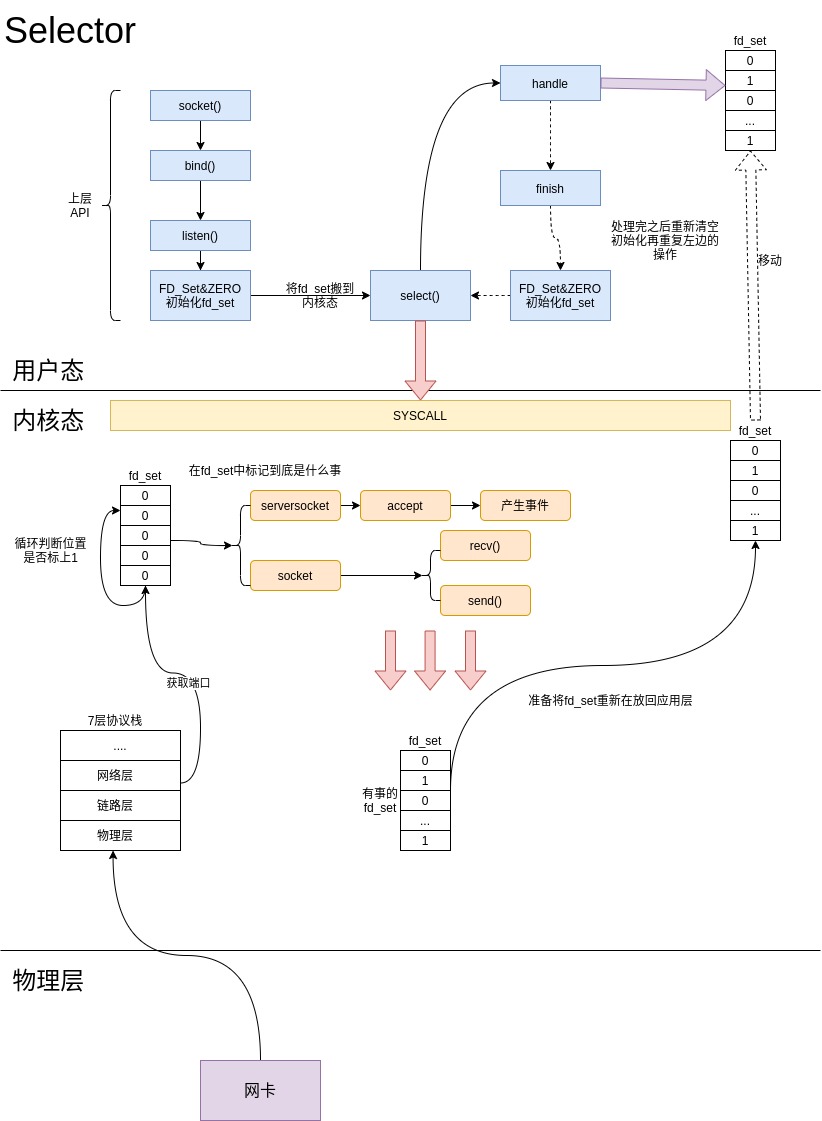 Selector
上层
API
socket()
bind()
listen()
FD_Set&ZERO
初始化fd_set
将fd_set搬到
内核态
select()
handle
finish
FD_Set&ZERO
初始化fd_set
处理完之后重新清空
初始化再重复左边的
操作
fd_set
0
1
0
...
1
移动
用户态
内核态
SYSCALL
fd_set
0
1
0
...
1
fd_set
0
0
0
0
0
循环判断位置
是否标上1
在fd_set中标记到底是什么事
serversocket
accept
产生事件
socket
recv()
send()
获取端口
准备将fd_set重新在放回应用层
7层协议栈
....
网络层
链路层
物理层
有事的
fd_set
fd_set
0
1
0
...
1
物理层
网卡